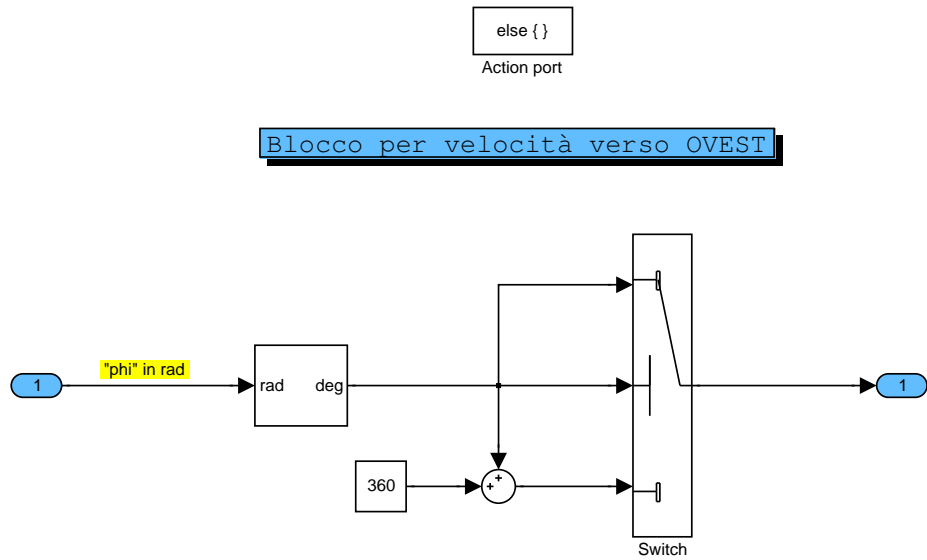 else { }
Action port
Blocco per velocità verso OVEST
"phi" in rad
1
rad deg
1
360
+
+
Switch